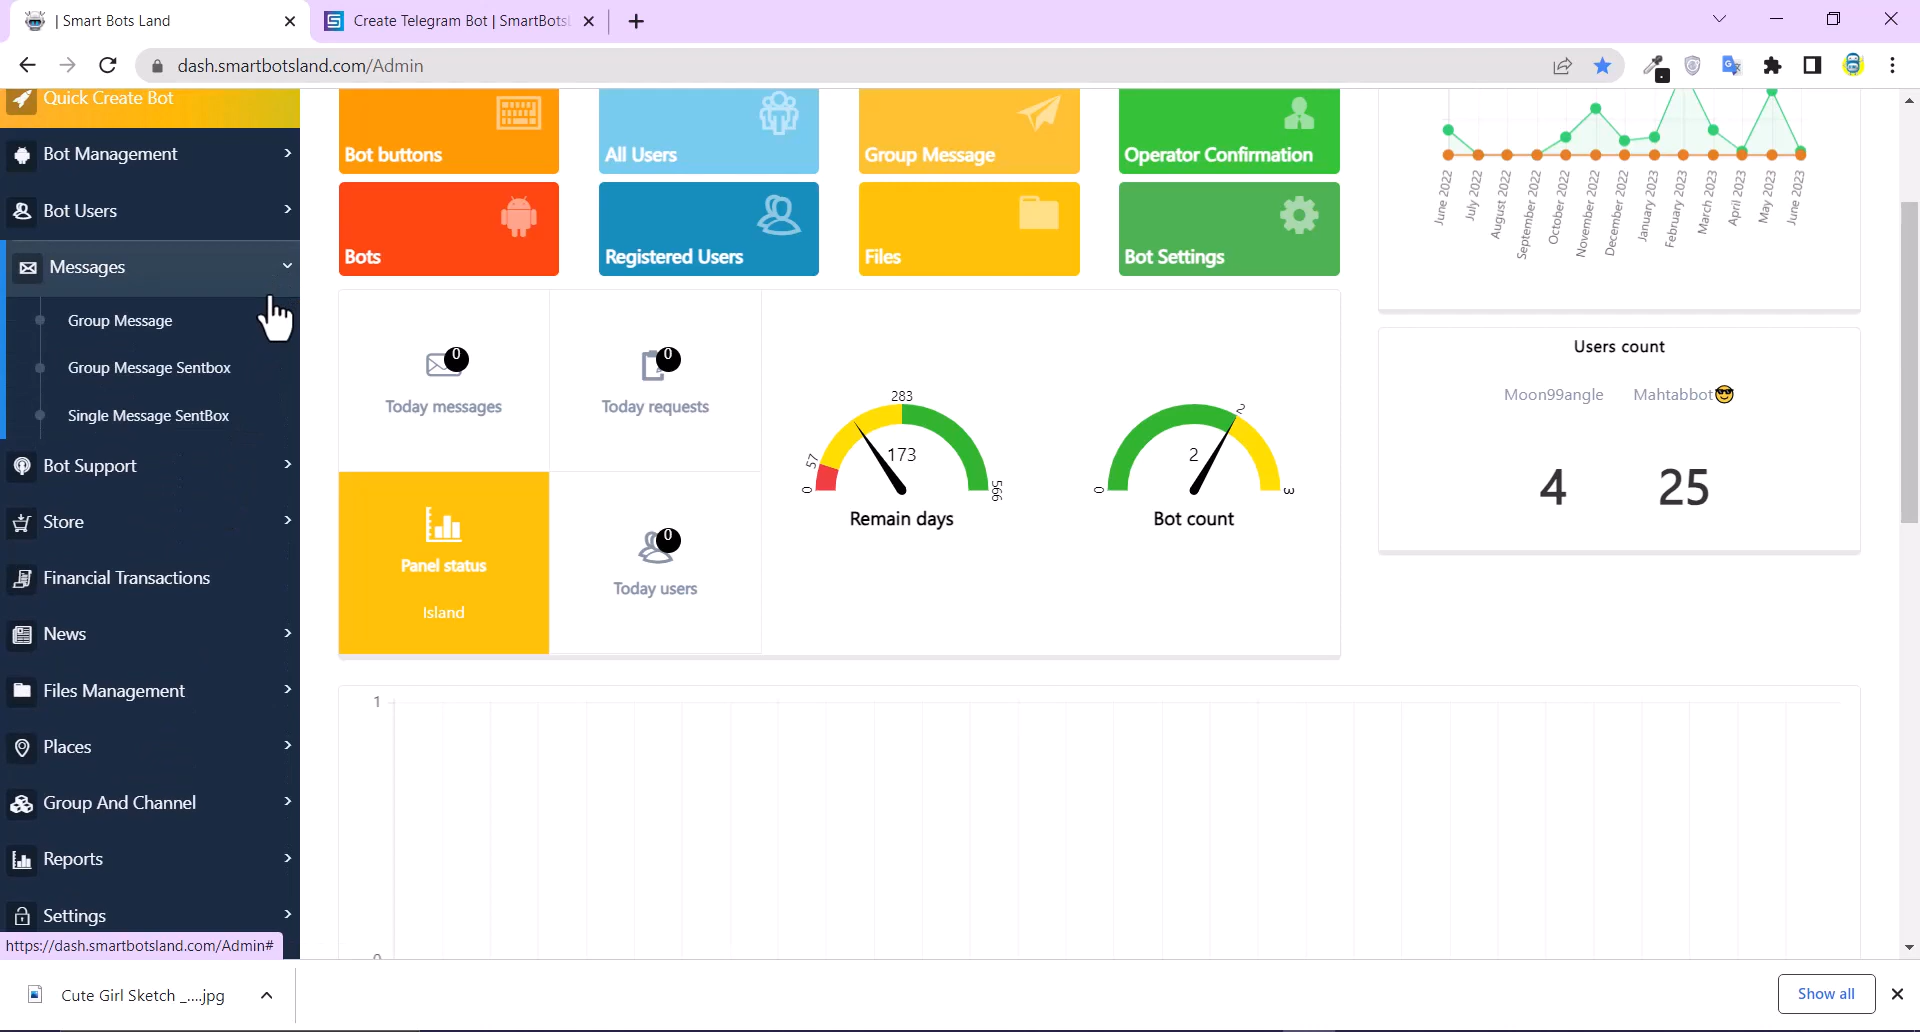 | Smart Bots Land
Create Telegram Bot | SmartBots
dash.smartbotsland.com/Admin
Quick Create Bot
Bot Management
Bot Users
Messages
Group Message
Group Message Sentbox
Single Message SentBox
Bot Support
Store
Financial Transactions
News
Files Management
Places
Group And Channel
Reports
Settings
https://dash.smartbotsland.com/Admin#
Bot buttons
All Users
Group Message
Operator Confirmation
Bots
Registered Users
Files
Bot Settings
0
Today messages
0
Today requests
Panel status
Island
0
Today users
0
57
283
566
173
Remain days
0
2
3
2
Bot count
June 2022
July 2022
August 2022
September 2022
October 2022
November 2022
December 2022
January 2023
February 2023
March 2023
April 2023
May 2023
June 2023
Users count
Moon99angle Mahtabbot😎
4 25
1
0
Cute Girl Sketch _....jpg
Show all